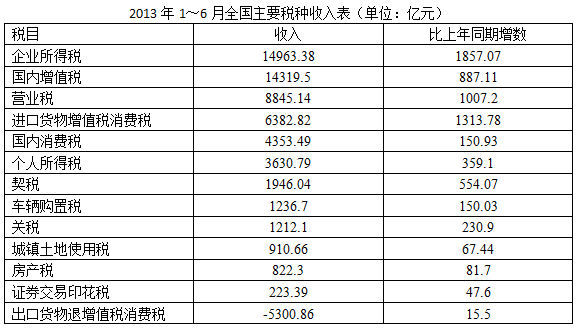 2013 年 1～6 月全国主要税种收入表（单位：亿元）
税目 收入 比上年同期增数
企业所得税 14963.38 1857.07
国内增值税 14319.5 887.11
营业税 8845.14 1007.2
进口货物增值税消费税 6382.82 1313.78
国内消费税 4353.49 150.93
个人所得税 3630.79 359.1
契税 1946.04 554.07
车辆购置税 1236.7 150.03
关税 1212.1 230.9
城镇土地使用税 910.66 67.44
房产税 822.3 81.7
证券交易印花税 223.39 47.6
出口货物退增值税消费税 -5300.86 15.5